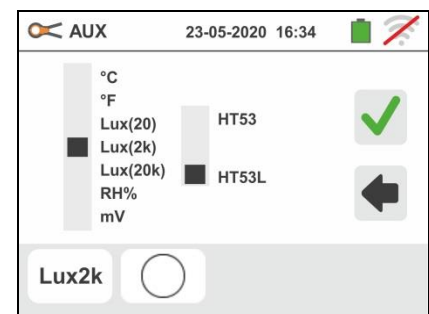 AUX 23-05-2020 16:34
°C
°F
Lux(20)
Lux(2k)
Lux(20k)
RH%
mV
HT53
HT53L
Lux2k